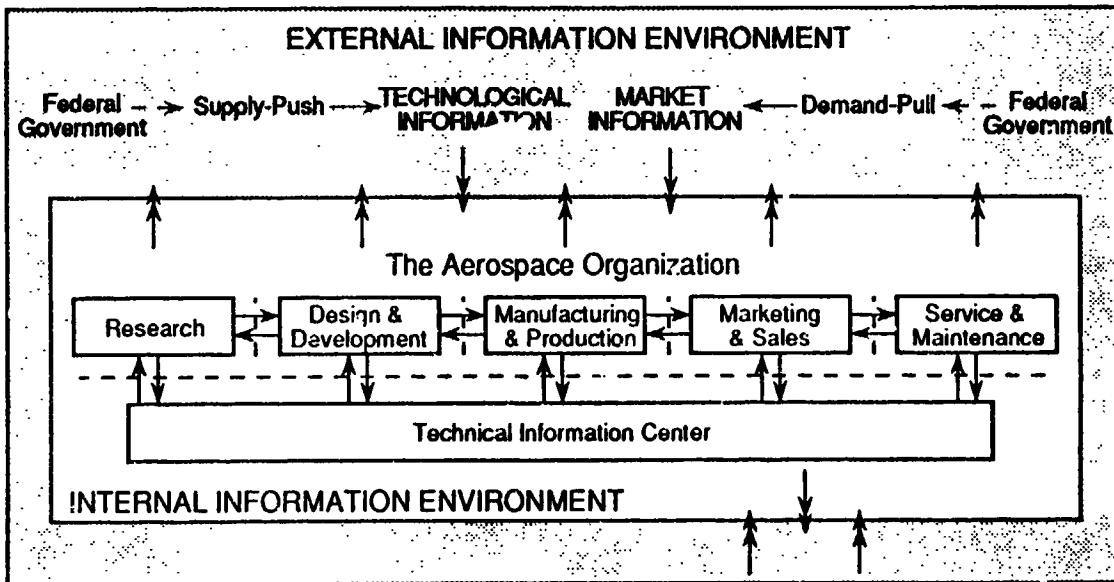 EXTERNAL INFORMATION ENVIRONMENT
Federal
Government
Supply-Push
TECHNOLOGICAL
INFORMATION
MARKET
INFORMATION
Demand-Pull
Federal
Government
The Aerospace Organization
Research
Design &
Development
Manufacturing
& Production
Marketing
& Sales
Service &
Maintenance
Technical Information Center
INTERNAL INFORMATION ENVIRONMENT